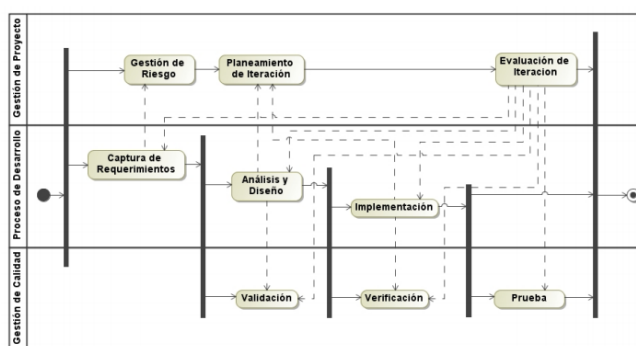 Gestión de Proyecto
Gestión de
Riesgo
Planeamiento
de Iteración
Evaluación de
Iteracion
Proceso de Desarrollo
Captura de
Requerimientos
Análisis y
Diseño
Implementación
Gestión de Calidad
Validación
Verificación
Prueba